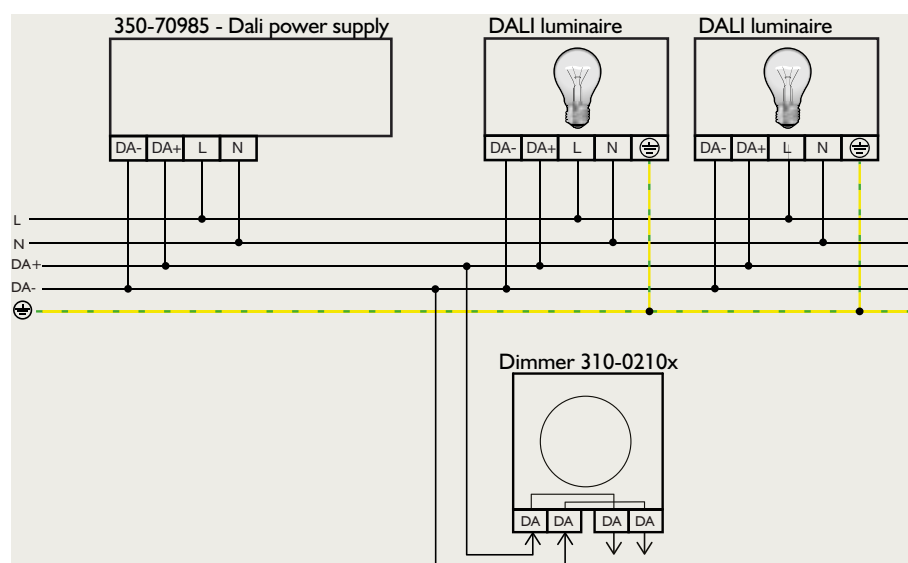 350-70985 - Dali power supply
DALI luminaire
DALI luminaire
DA- DA+ L N
DA- DA+ L N
DA- DA+ L N
L
N
DA+
DA-
Dimmer 310-0210x
DA DA DA DA